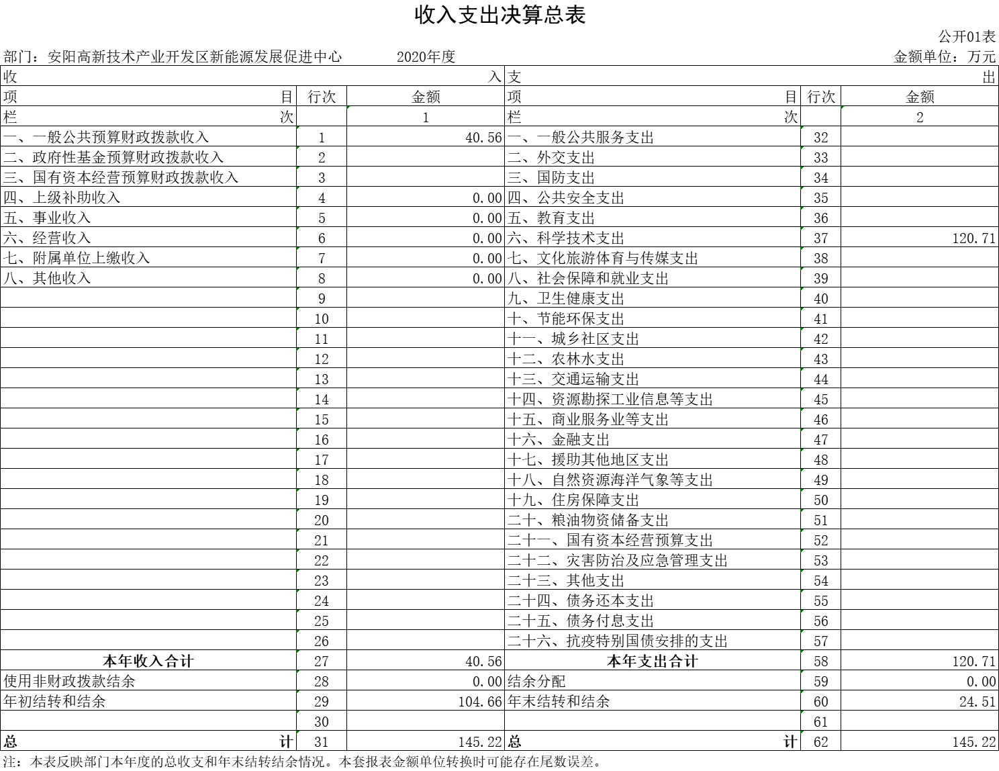 收入支出决算总表
公开01表
部门：安阳高新技术产业开发区新能源发展促进中心 2020年度 金额单位：万元
收 入 支 出
项 目 行次 金额 项 目 行次 金额
栏 次 1 栏 次 2
一、一般公共预算财政拨款收入 1 40.56 一、一般公共服务支出 32
二、政府性基金预算财政拨款收入 2 二、外交支出 33
三、国有资本经营预算财政拨款收入 3 三、国防支出 34
四、上级补助收入 4 0.00 四、公共安全支出 35
五、事业收入 5 0.00 五、教育支出 36
六、经营收入 6 0.00 六、科学技术支出 37 120.71
七、附属单位上缴收入 7 0.00 七、文化旅游体育与传媒支出 38
八、其他收入 8 0.00 八、社会保障和就业支出 39
9 九、卫生健康支出 40
10 十、节能环保支出 41
11 十一、城乡社区支出 42
12 十二、农林水支出 43
13 十三、交通运输支出 44
14 十四、资源勘探工业信息等支出 45
15 十五、商业服务业等支出 46
16 十六、金融支出 47
17 十七、援助其他地区支出 48
18 十八、自然资源海洋气象等支出 49
19 十九、住房保障支出 50
20 二十、粮油物资储备支出 51
21 二十一、国有资本经营预算支出 52
22 二十二、灾害防治及应急管理支出 53
23 二十三、其他支出 54
24 二十四、债务还本支出 55
25 二十五、债务付息支出 56
26 二十六、抗疫特别国债安排的支出 57
本年收入合计 27 40.56 本年支出合计 58 120.71
使用非财政拨款结余 28 0.00 结余分配 59 0.00
年初结转和结余 29 104.66 年末结转和结余 60 24.51
30 61
总 计 31 145.22 总 计 62 145.22
注：本表反映部门本年度的总收支和年末结转结余情况。本套报表金额单位转换时可能存在尾数误差。